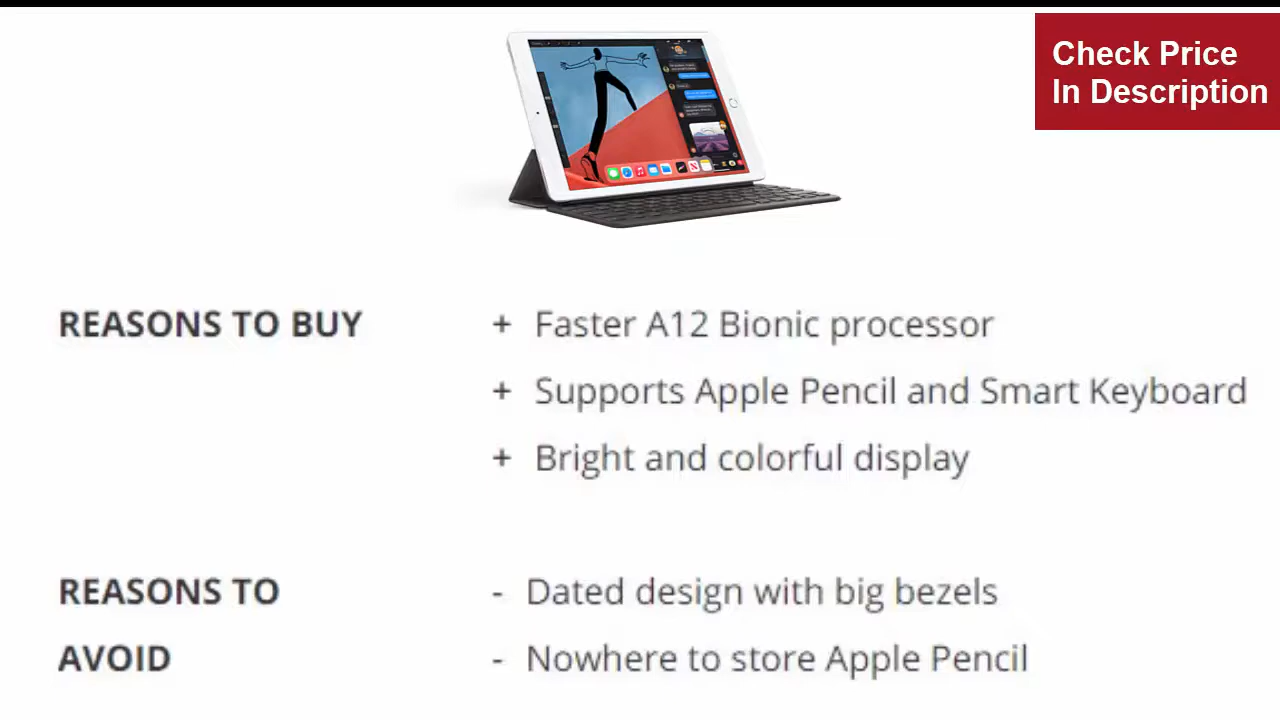 Check Price
In Description
REASONS TO BUY
+ Faster A12 Bionic processor
+ Supports Apple Pencil and Smart Keyboard
+ Bright and colorful display
REASONS TO
AVOID
- Dated design with big bezels
- Nowhere to store Apple Pencil